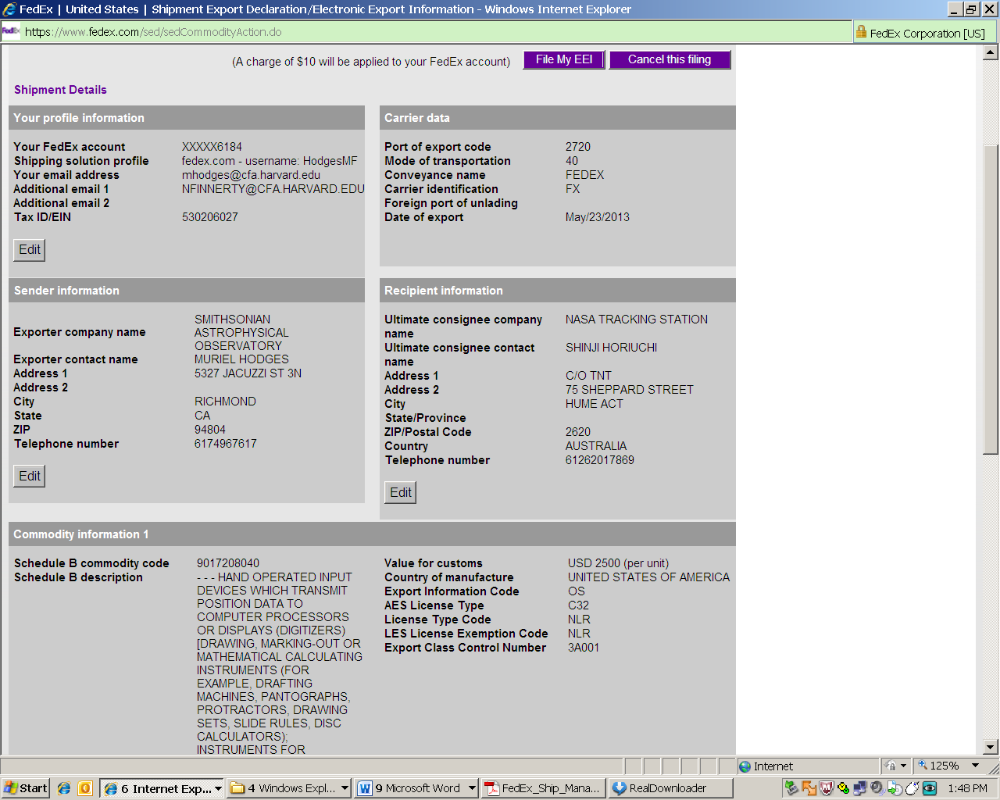 FedEx | United States | Shipment Export Declaration/Electronic Export Information - Windows Internet Explorer
FedEx https://www.fedex.com/sed/sedCommodityAction.do FedEx Corporation [US]
(A charge of $10 will be applied to your FedEx account) File My EEI Cancel this filing
Shipment Details
Your profile information
Your FedEx account XXXXX6184
Shipping solution profile fedex.com - username: HodgesMF
Your email address mhodges@cfa.harvard.edu
Additional email 1 NFINNERTY@CFA.HARVARD.EDU
Additional email 2
Tax ID/EIN 530206027
Edit
Carrier data
Port of export code 2720
Mode of transportation 40
Conveyance name FEDEX
Carrier identification FX
Foreign port of unlading
Date of export May/23/2013
Sender information
Exporter company name SMITHSONIAN
ASTROPHYSICAL
OBSERVATORY
Exporter contact name MURIEL HODGES
Address 1 5327 JACUZZI ST 3N
Address 2
City RICHMOND
State CA
ZIP 94804
Telephone number 6174967617
Edit
Recipient information
Ultimate consignee company NASA TRACKING STATION
name
Ultimate consignee contact SHINJI HORIUCHI
name
Address 1 C/O TNT
Address 2 75 SHEPPARD STREET
City HUME ACT
State/Province
ZIP/Postal Code 2620
Country AUSTRALIA
Telephone number 61262017869
Edit
Commodity information 1
Schedule B commodity code 9017208040
Schedule B description - - - HAND OPERATED INPUT
DEVICES WHICH TRANSMIT
POSITION DATA TO
COMPUTER PROCESSORS
OR DISPLAYS (DIGITIZERS)
[DRAWING, MARKING-OUT OR
MATHEMATICAL CALCULATING
INSTRUMENTS (FOR
EXAMPLE, DRAFTING
MACHINES, PANTOGRAPHS,
PROTRACTORS, DRAWING
SETS, SLIDE RULES, DISC
CALCULATORS);
INSTRUMENTS FOR
Value for customs USD 2500 (per unit)
Country of manufacture UNITED STATES OF AMERICA
Export Information Code OS
AES License Type C32
License Type Code NLR
LES License Exemption Code NLR
Export Class Control Number 3A001
Internet 125%
Start 6 Internet Exp... 4 Windows Expl... 9 Microsoft Word FedEx_Ship_Mana... RealDownloader 1:48 PM